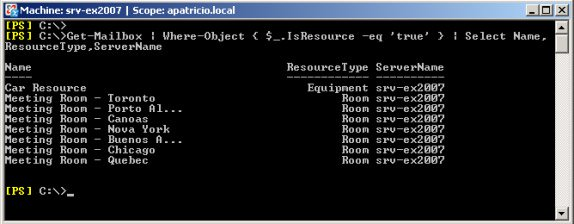 Machine: srv-ex2007 | Scope: apatricio.local
[PS] C:\>
[PS] C:\>Get-Mailbox | Where-Object { $_.IsResource -eq 'true' } | Select Name,
ResourceType,ServerName
Name ResourceType ServerName
---- ------------ ----------
Car Resource Equipment srv-ex2007
Meeting Room - Toronto Room srv-ex2007
Meeting Room - Porto Al... Room srv-ex2007
Meeting Room - Canoas Room srv-ex2007
Meeting Room - Nova York Room srv-ex2007
Meeting Room - Buenos A... Room srv-ex2007
Meeting Room - Chicago Room srv-ex2007
Meeting Room - Quebec Room srv-ex2007
[PS] C:\>_